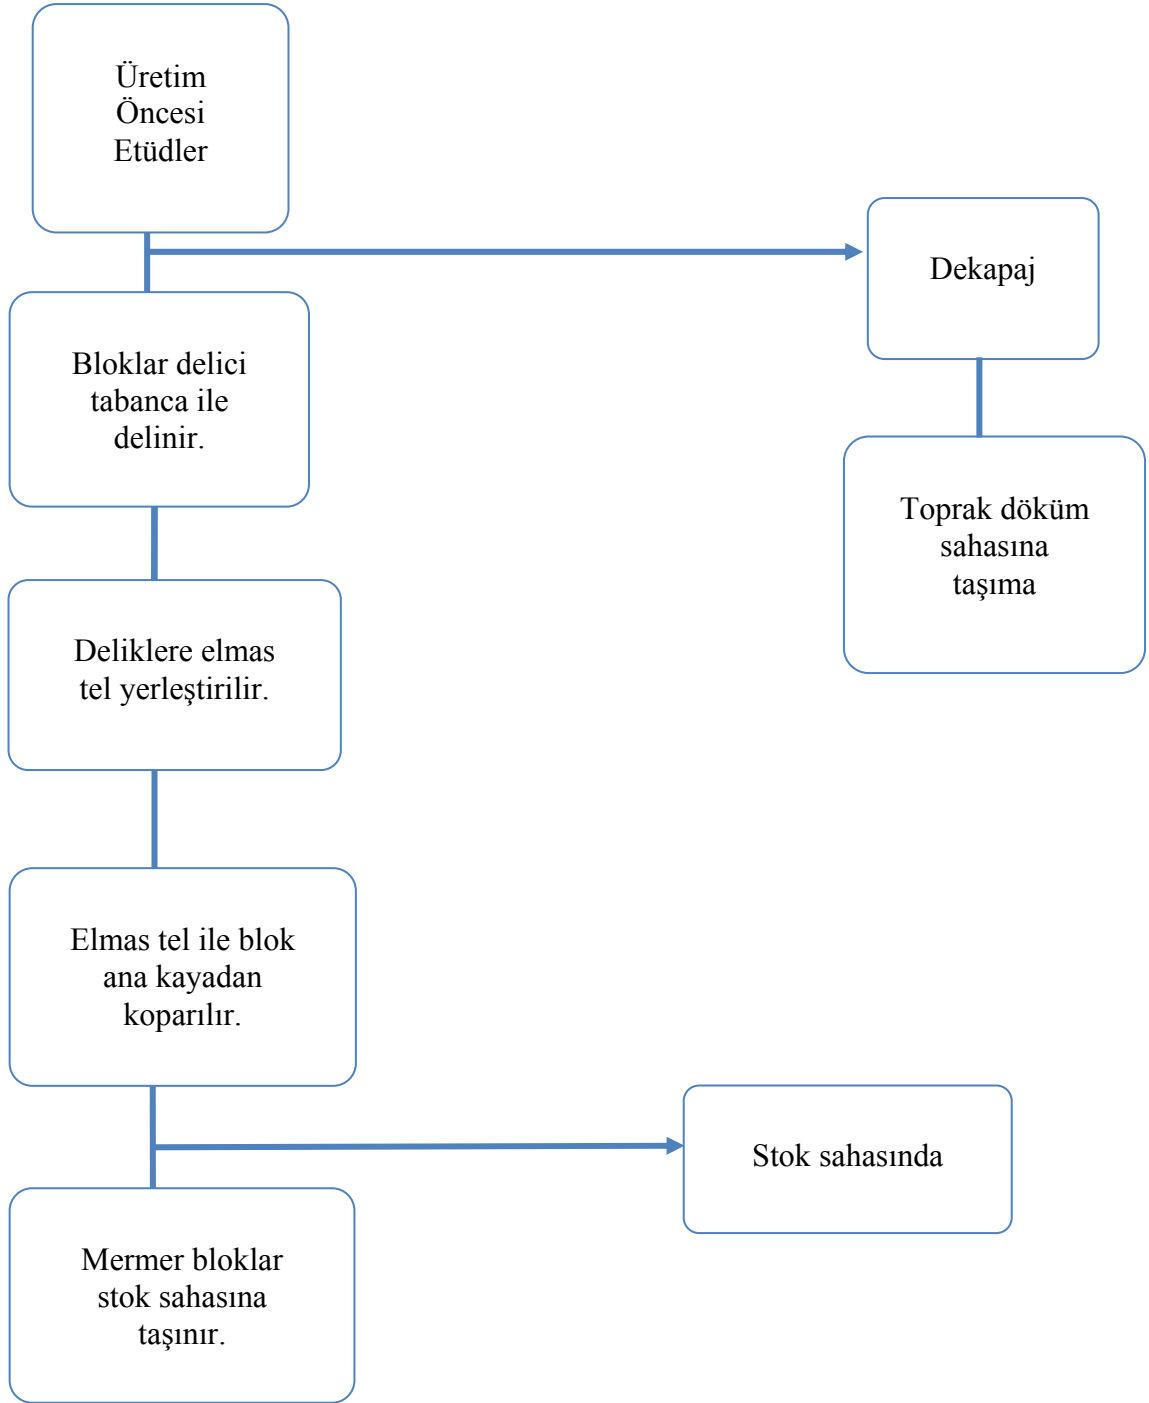 Üretim
Öncesi
Etüdler
Dekapaj
Bloklar delici
tabanca ile
delinir.
Toprak döküm
sahasına
taşıma
Deliklere elmas
tel yerleştirilir.
Elmas tel ile blok
ana kayadan
koparılır.
Stok sahasında
Mermer bloklar
stok sahasına
taşınır.